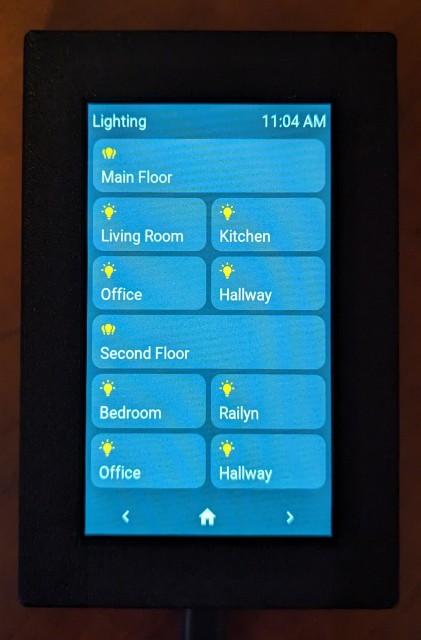 Lighting 11:04 AM
Main Floor
Living Room Kitchen
Office Hallway
Second Floor
Bedroom Railyn
Office Hallway